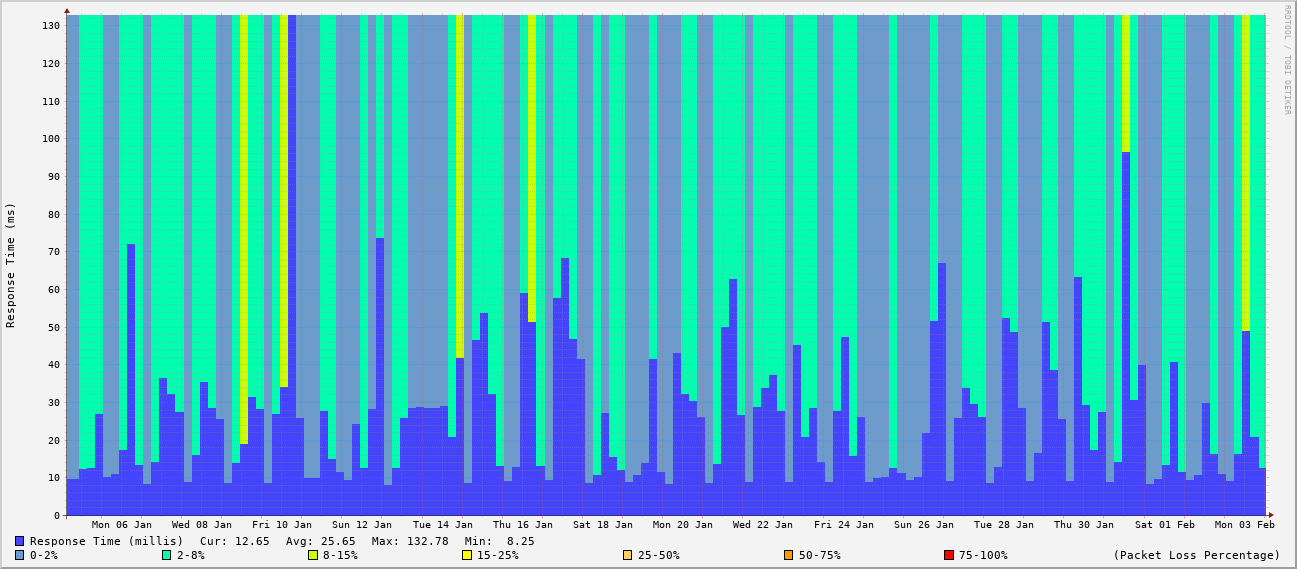 RRDTOOL / TOBI OETIKER
Response Time (ms)
130
120
110
100
90
80
70
60
50
40
30
20
10
0
Mon 06 Jan Wed 08 Jan Fri 10 Jan Sun 12 Jan Tue 14 Jan Thu 16 Jan Sat 18 Jan Mon 20 Jan Wed 22 Jan Fri 24 Jan Sun 26 Jan Tue 28 Jan Thu 30 Jan Sat 01 Feb Mon 03 Feb
Response Time (millis) Cur: 12.65 Avg: 25.65 Max: 132.78 Min: 8.25
0-2% 2-8% 8-15% 15-25% 25-50% 50-75% 75-100% (Packet Loss Percentage)